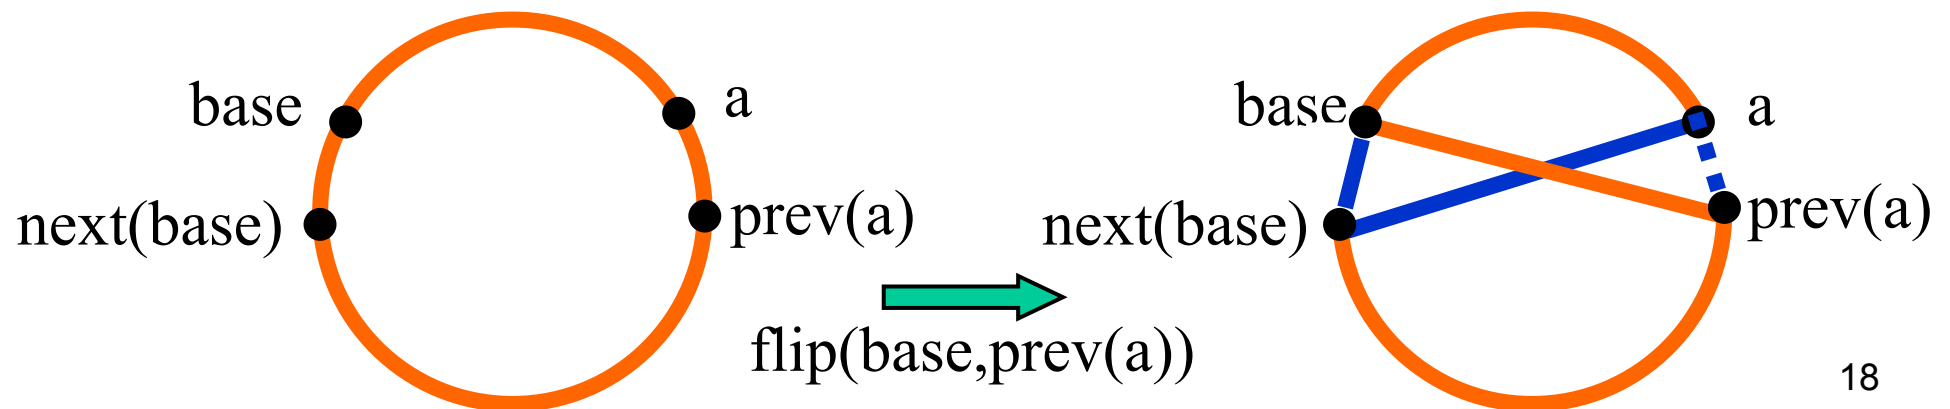 base
a
next(base)
prev(a)
flip(base,prev(a))
base
a
next(base)
prev(a)
18